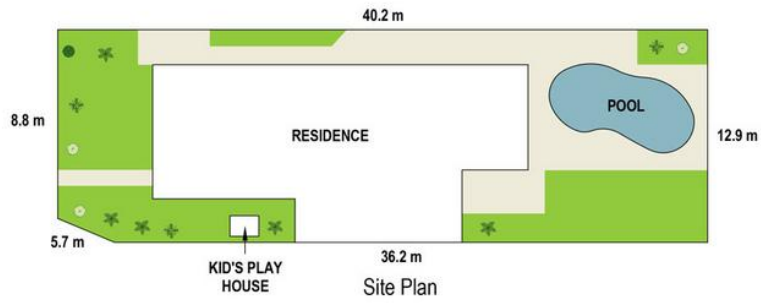 40.2 m
8.8 m
RESIDENCE
POOL
12.9 m
5.7 m
36.2 m
KID'S PLAY
HOUSE
Site Plan